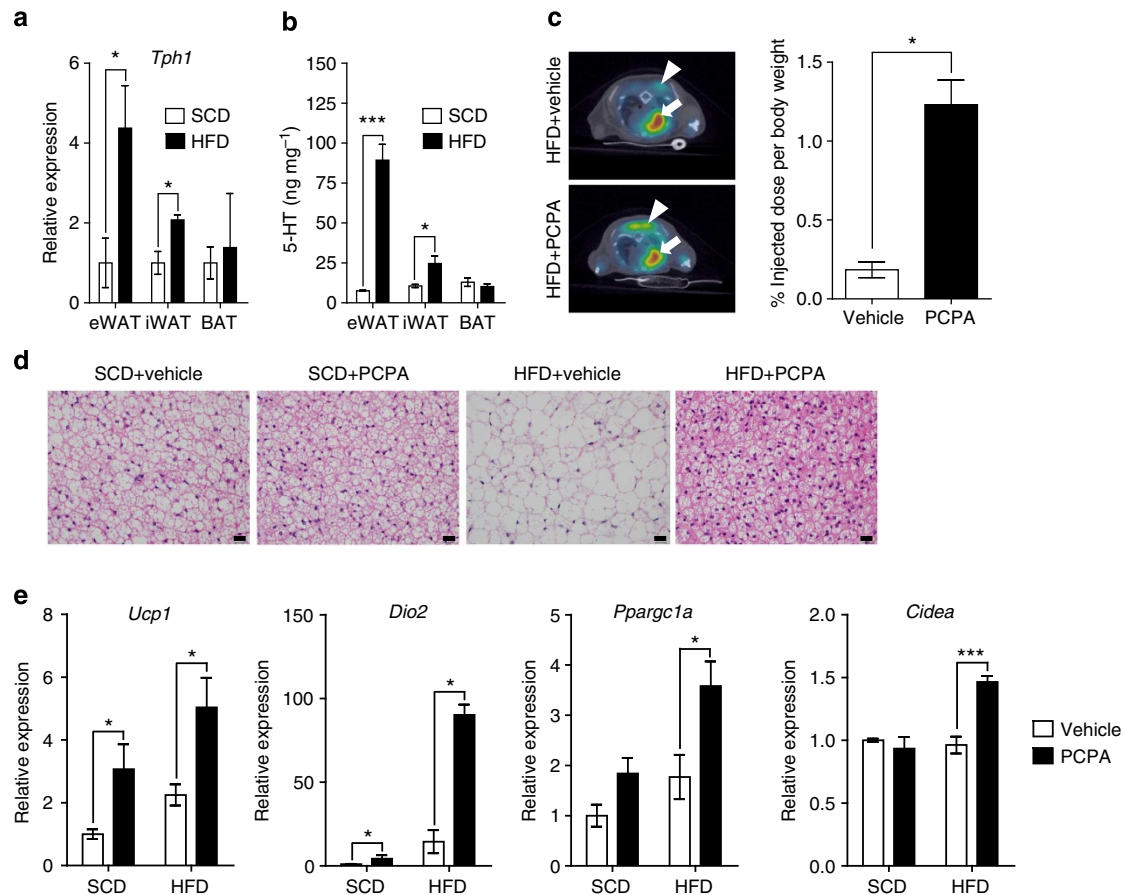 a
Tph1
Relative expression
6
4
2
0
*
*
SCD
HFD
eWAT iWAT BAT
b
5-HT (ng mg⁻¹)
150
125
100
75
50
25
0
***
*
SCD
HFD
eWAT iWAT BAT
c
HFD+vehicle
HFD+PCPA
% Injected dose per body weight
1.5
1.0
0.5
0.0
*
Vehicle PCPA
d
SCD+vehicle SCD+PCPA HFD+vehicle HFD+PCPA
e
Ucp1
Relative expression
8
6
4
2
0
*
*
SCD HFD
Dio2
Relative expression
150
100
50
0
*
*
SCD HFD
Ppargc1a
Relative expression
5
4
3
2
1
0
*
SCD HFD
Cidea
Relative expression
2.0
1.5
1.0
0.5
0.0
***
SCD HFD
Vehicle
PCPA